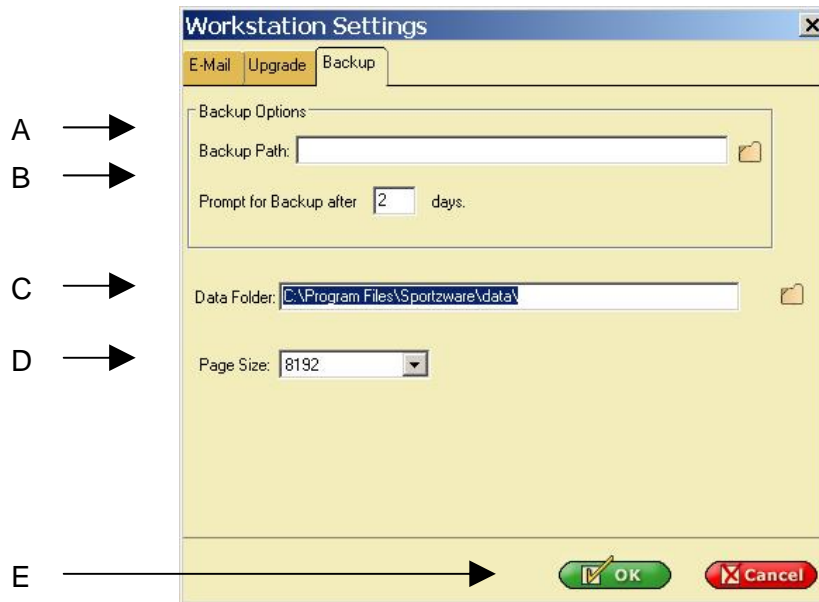 Workstation Settings
E-Mail Upgrade Backup
Backup Options
A
Backup Path:
B
Prompt for Backup after 2 days.
C
Data Folder: C:\Program Files\Sportzware\data\
D
Page Size: 8192
E
OK Cancel